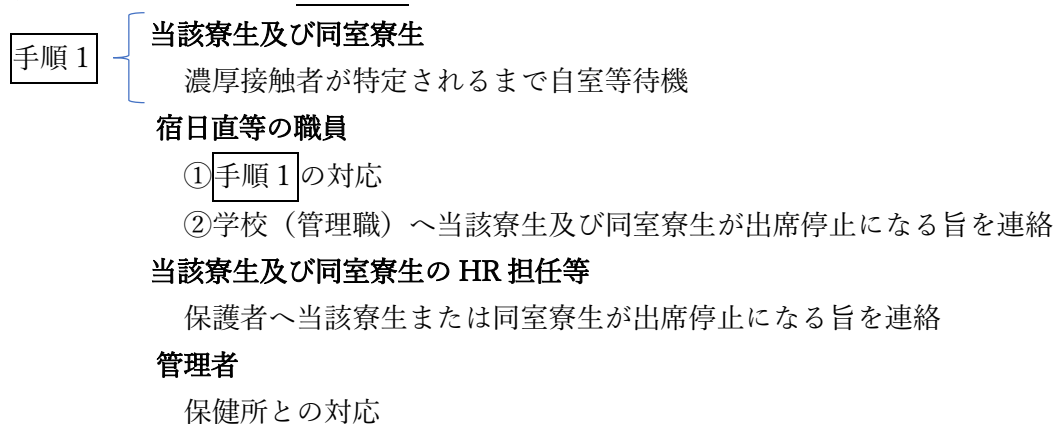 当該寮生及び同室寮生
手順1
濃厚接触者が特定されるまで自室等待機
宿日直等の職員
①手順1の対応
②学校（管理職）へ当該寮生及び同室寮生が出席停止になる旨を連絡
当該寮生及び同室寮生の HR 担任等
保護者へ当該寮生または同室寮生が出席停止になる旨を連絡
管理者
保健所との対応